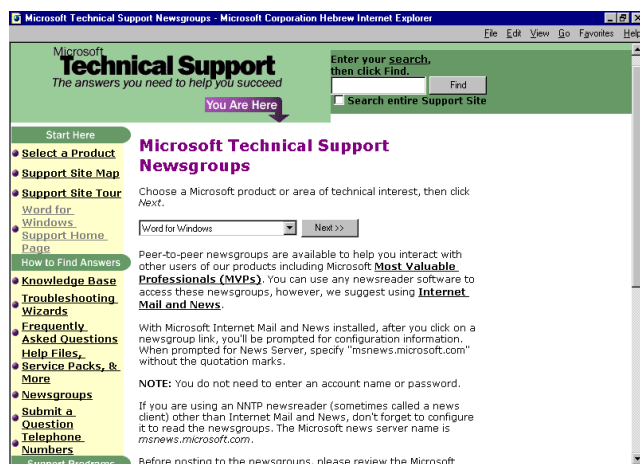 Microsoft Technical Support Newsgroups - Microsoft Corporation Hebrew Internet Explorer
File Edit View Go Favorites Help
Microsoft
Technical Support
The answers you need to help you succeed
You Are Here
Enter your search,
then click Find.
Find
Search entire Support Site
Start Here
Select a Product
Support Site Map
Support Site Tour
Word for
Windows
Support Home
Page
How to Find Answers
Knowledge Base
Troubleshooting
Wizards
Frequently
Asked Questions
Help Files,
Service Packs, &
More
Newsgroups
Submit a
Question
Telephone
Numbers
Support Programs
Microsoft Technical Support
Newsgroups
Choose a Microsoft product or area of technical interest, then click
Next.
Word for Windows
Next >>
Peer-to-peer newsgroups are available to help you interact with
other users of our products including Microsoft Most Valuable
Professionals (MVPs). You can use any newsreader software to
access these newsgroups, however, we suggest using Internet
Mail and News.
With Microsoft Internet Mail and News installed, after you click on a
newsgroup link, you'll be prompted for configuration information.
When prompted for News Server, specify "msnews.microsoft.com"
without the quotation marks.
NOTE: You do not need to enter an account name or password.
If you are using an NNTP newsreader (sometimes called a news
client) other than Internet Mail and News, don't forget to configure
it to read the newsgroups. The Microsoft news server name is
msnews.microsoft.com.
Before posting to the newsgroups, please review the Microsoft